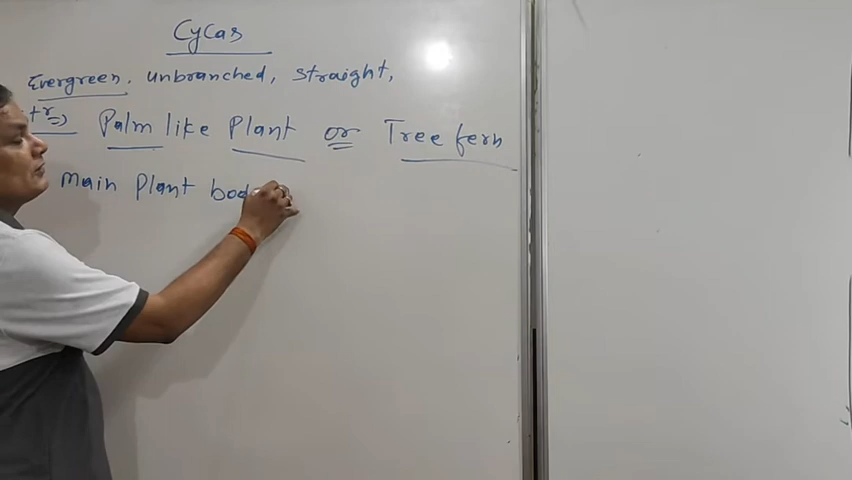 Cycas
Evergreen. unbranched, straight,
Palm like Plant or Tree fern
Main Plant bod